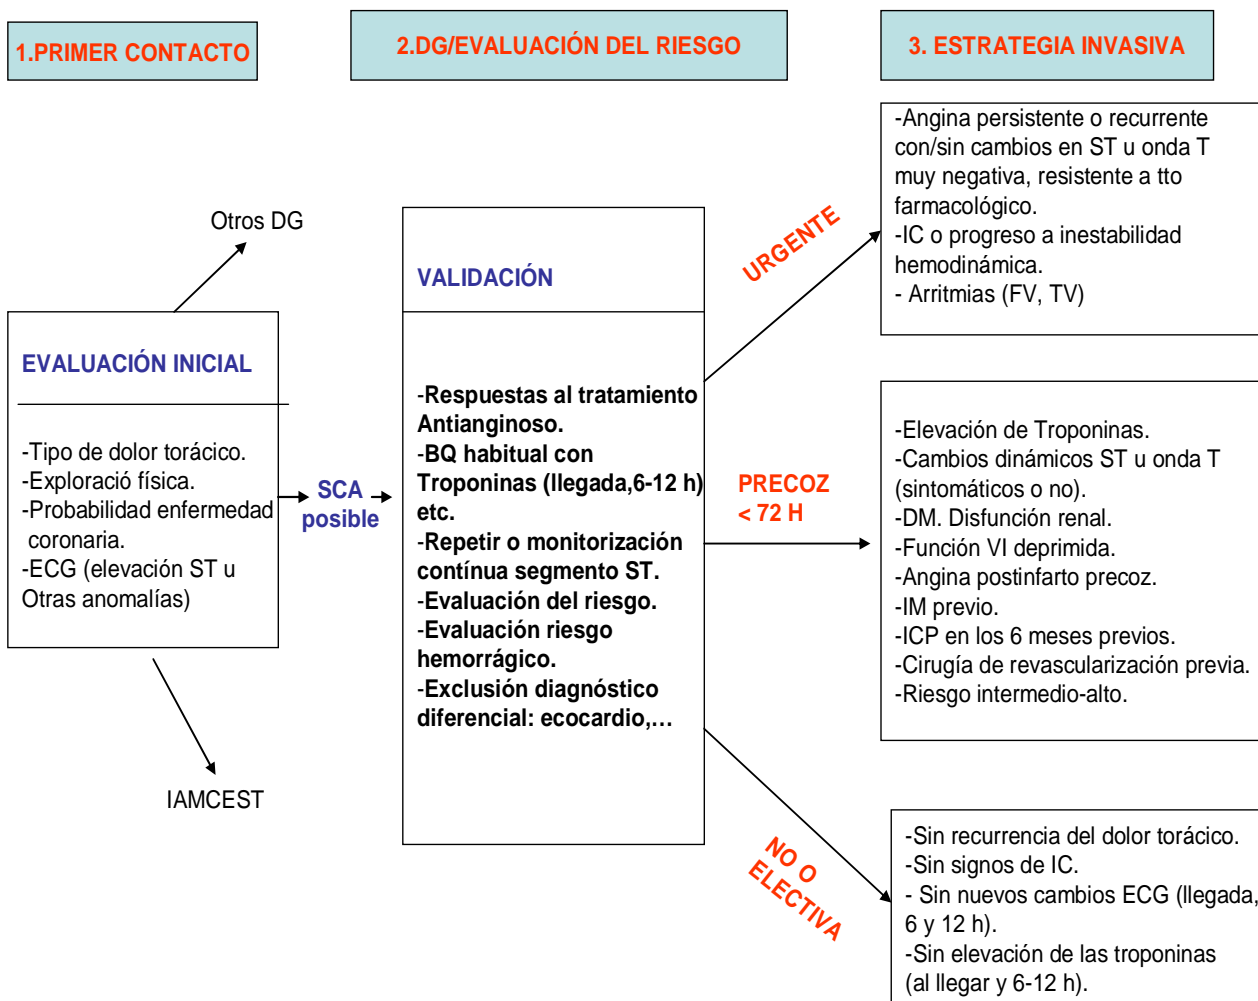 1.PRIMER CONTACTO
2.DG/EVALUACIÓN DEL RIESGO
3. ESTRATEGIA INVASIVA
Otros DG
EVALUACIÓN INICIAL
-Tipo de dolor torácico.
-Exploració física.
-Probabilidad enfermedad
coronaria.
-ECG (elevación ST u
Otras anomalías)
IAMCEST
SCA
posible
VALIDACIÓN
-Respuestas al tratamiento
Antianginoso.
-BQ habitual con
Troponinas (llegada,6-12 h)
etc.
-Repetir o monitorización
contínua segmento ST.
-Evaluación del riesgo.
-Evaluación riesgo
hemorrágico.
-Exclusión diagnóstico
diferencial: ecocardio,…
URGENTE
-Angina persistente o recurrente
con/sin cambios en ST u onda T
muy negativa, resistente a tto
farmacológico.
-IC o progreso a inestabilidad
hemodinámica.
- Arritmias (FV, TV)
PRECOZ
< 72 H
-Elevación de Troponinas.
-Cambios dinámicos ST u onda T
(sintomáticos o no).
-DM. Disfunción renal.
-Función VI deprimida.
-Angina postinfarto precoz.
-IM previo.
-ICP en los 6 meses previos.
-Cirugía de revascularización previa.
-Riesgo intermedio-alto.
NO O
ELECTIVA
-Sin recurrencia del dolor torácico.
-Sin signos de IC.
- Sin nuevos cambios ECG (llegada,
6 y 12 h).
-Sin elevación de las troponinas
(al llegar y 6-12 h).